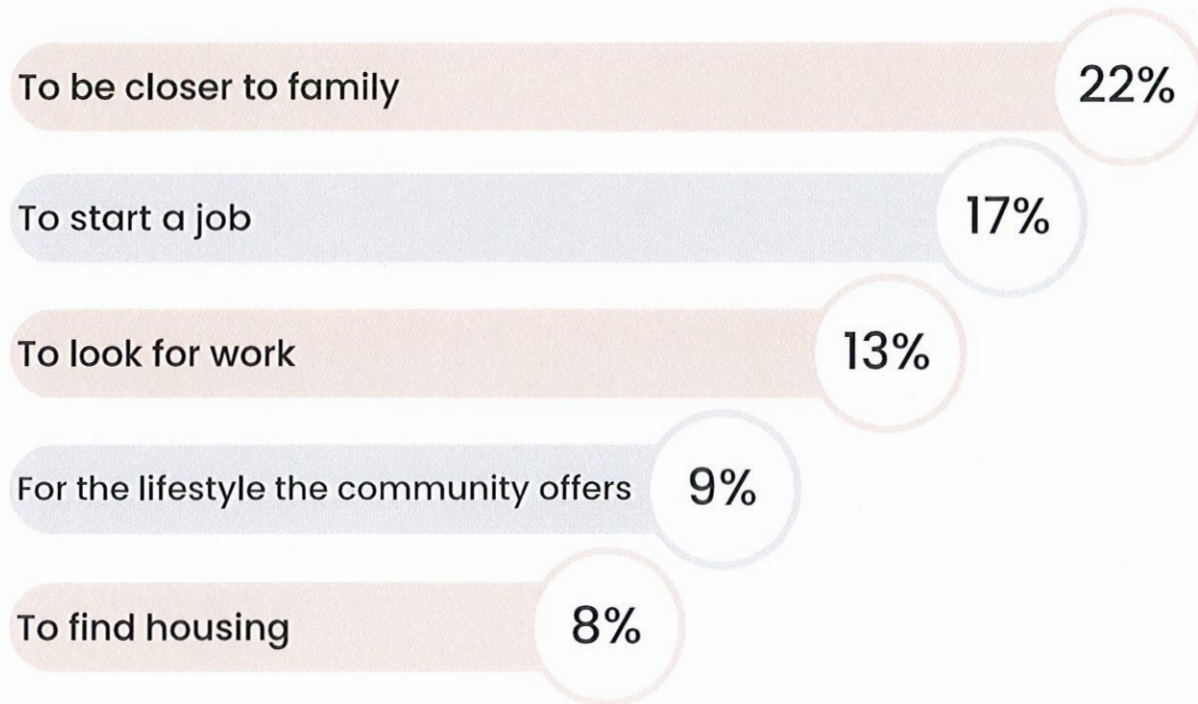 To be closer to family 22%
To start a job 17%
To look for work 13%
For the lifestyle the community offers 9%
To find housing 8%